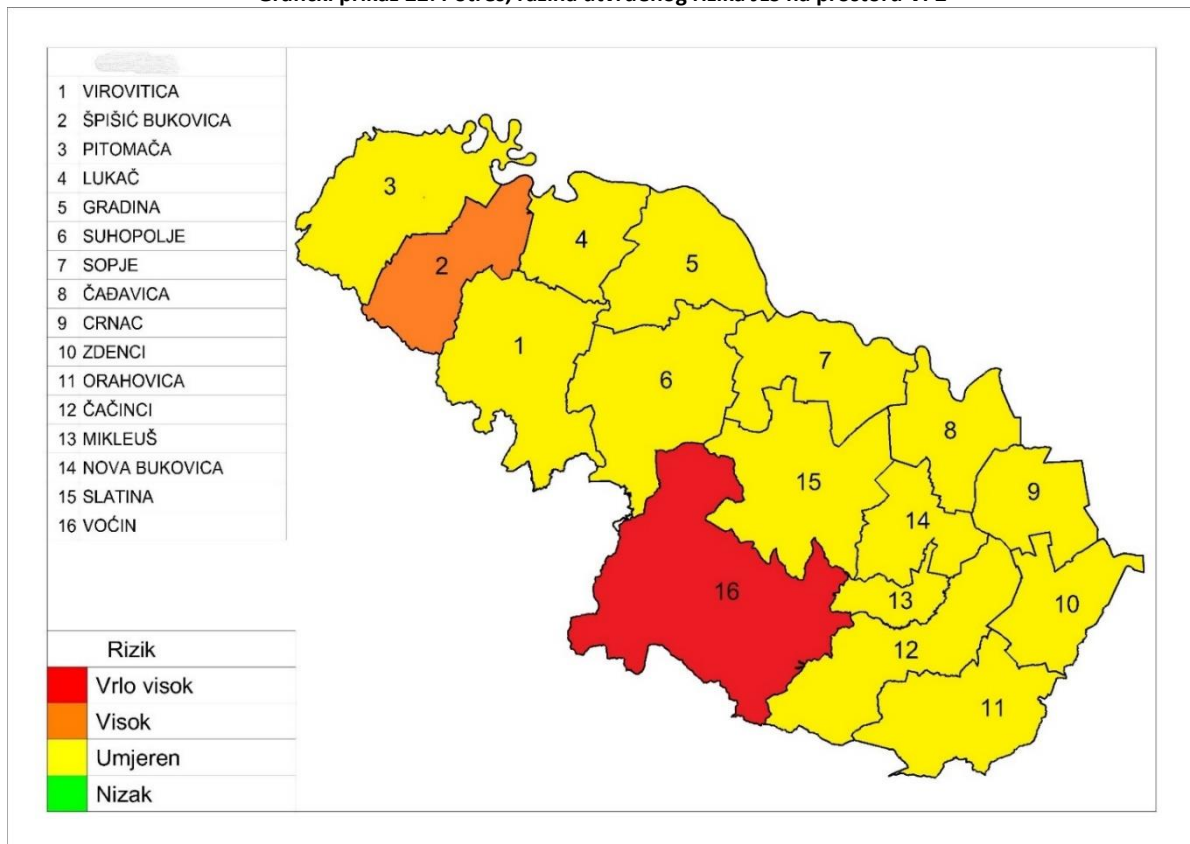 1 VIROVITICA
2 ŠPIŠIĆ BUKOVICA
3 PITOMAČA
4 LUKAČ
5 GRADINA
6 SUHOPOLJE
7 SOPJE
8 ČAĐAVICA
9 CRNAC
10 ZDENCI
11 ORAHOVICA
12 ČAČINCI
13 MIKLEUŠ
14 NOVA BUKOVICA
15 SLATINA
16 VOĆIN
3
4
2
5
1
6
7
8
15
9
14
16
13
10
12
11
Rizik
Vrlo visok
Visok
Umjeren
Nizak